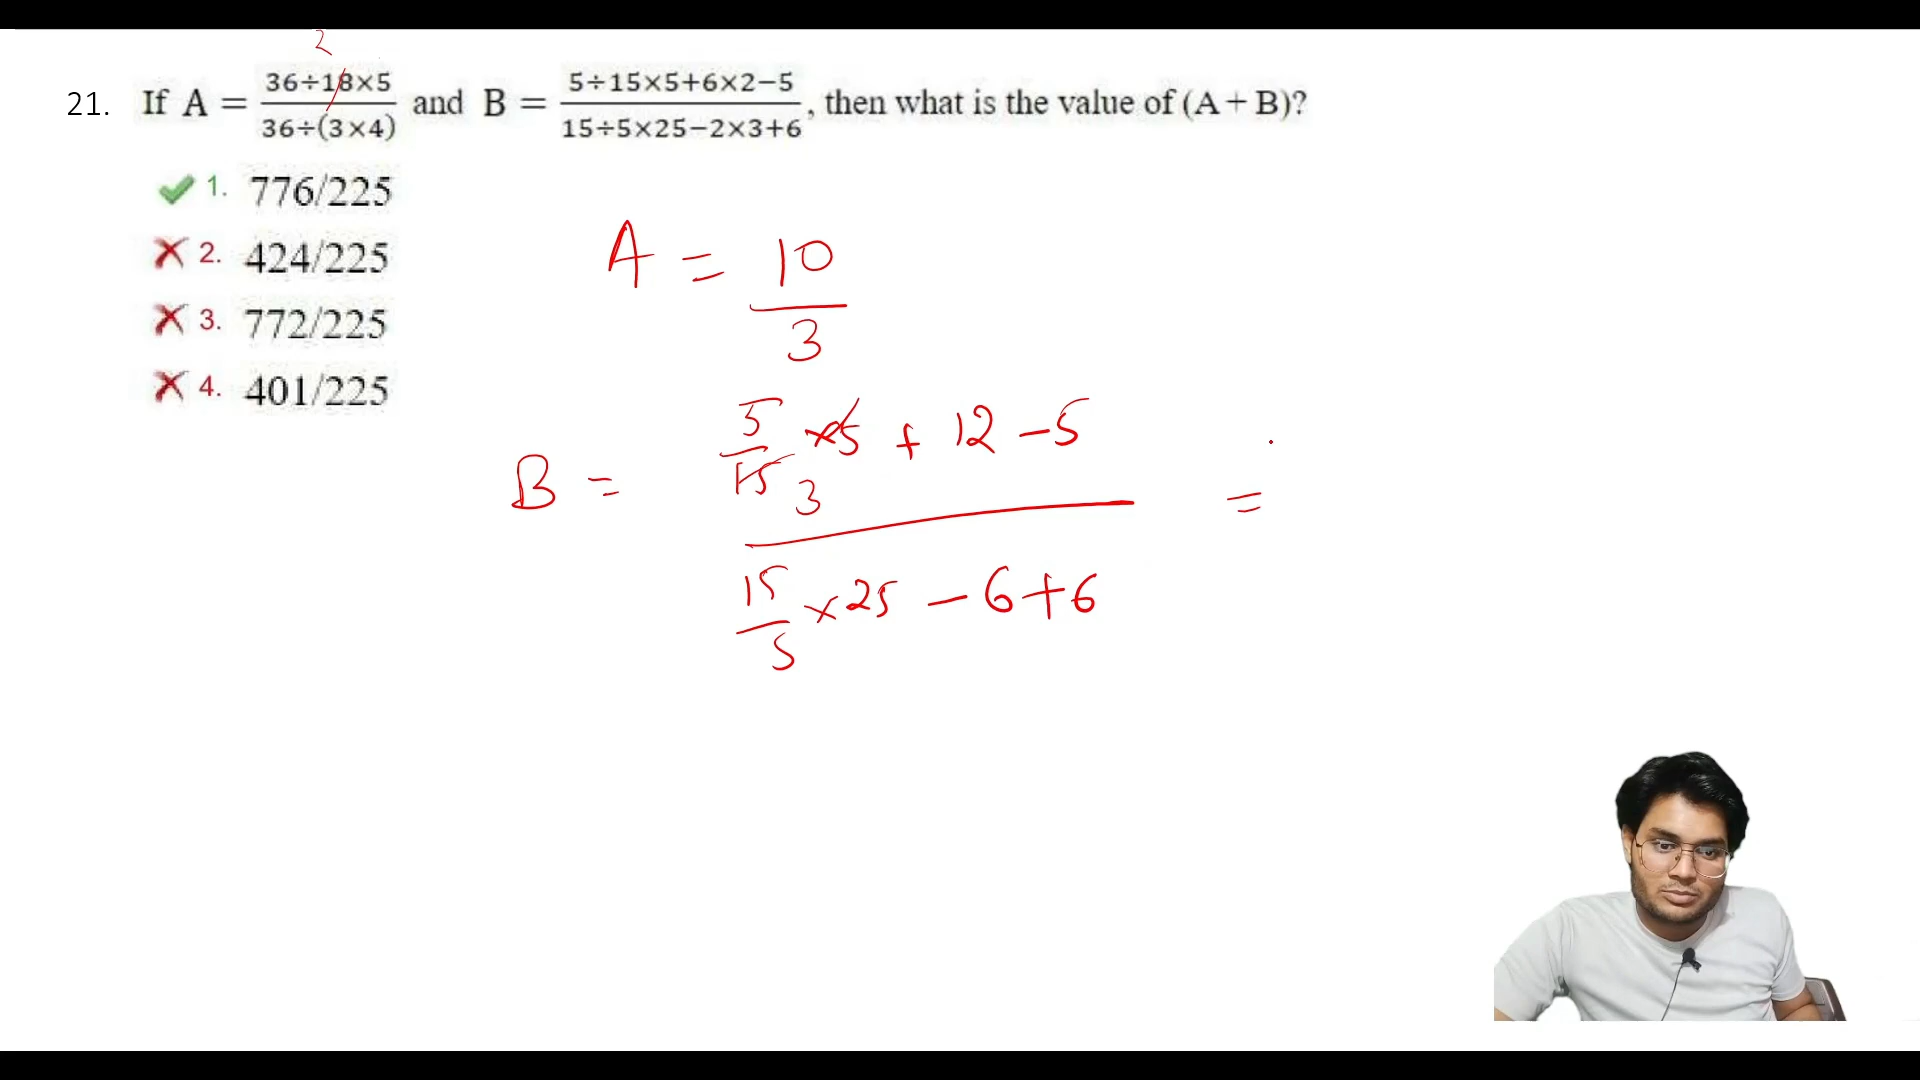 2
21. If A = 36÷18×5 / 36÷(3×4) and B = 5÷15×5+6×2−5 / 15÷5×25−2×3+6, then what is the value of (A + B)?
1. 776/225
2. 424/225
3. 772/225
4. 401/225
A = 10/3
B = 5/15 ×5 + 12 −5 =
3
15/5 ×25 − 6+6